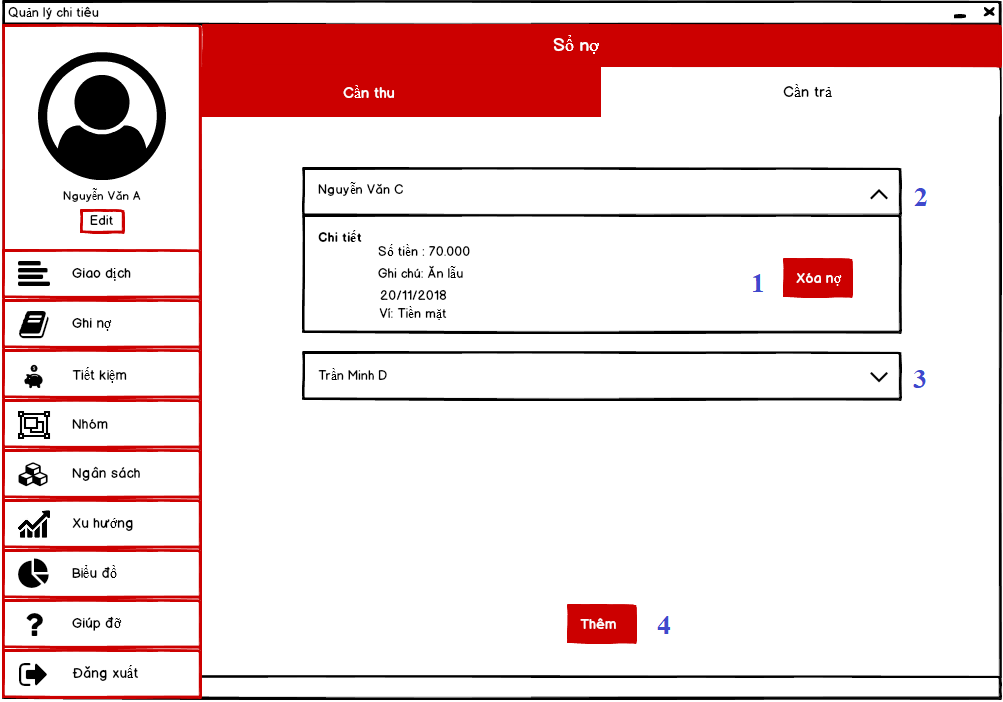 Quản lý chi tiêu
Nguyễn Văn A
Edit
Giao dịch
Ghi nợ
Tiết kiệm
Nhóm
Ngân sách
Xu hướng
Biểu đồ
Giúp đỡ
Đăng xuất
Sổ nợ
Cần thu
Cần trả
Nguyễn Văn C
2
Chi tiết
Số tiền : 70.000
Ghi chú: Ăn lẩu
20/11/2018
Ví: Tiền mặt
1
Xóa nợ
Trần Minh D
3
Thêm
4